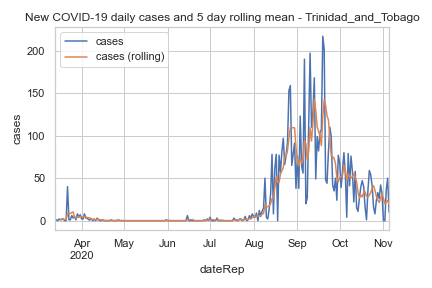 New COVID-19 daily cases and 5 day rolling mean - Trinidad_and_Tobago
cases
cases (rolling)
cases
200
150
100
50
0
Apr May Jun Jul Aug Sep Oct Nov
2020
dateRep